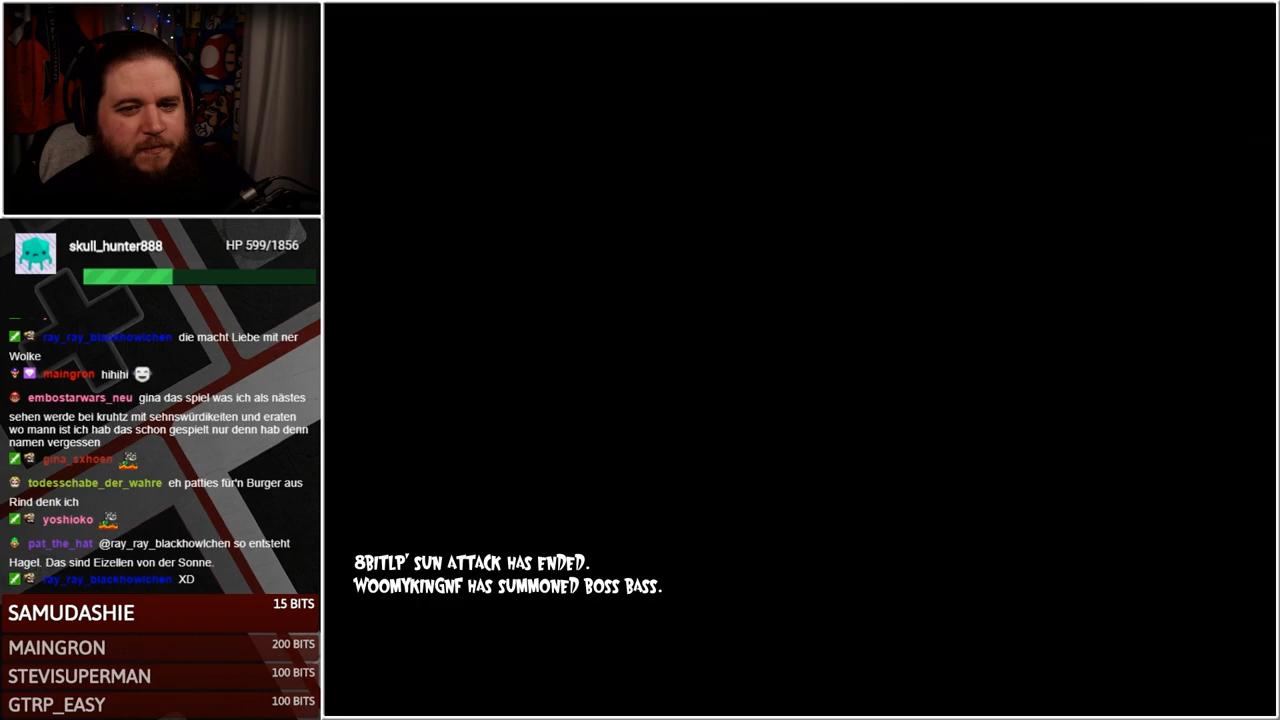 skull_hunter888 HP 599/1856
ray_ray_blackhowlchen die macht Liebe mit ner
Wolke
maingron hihihi
embostarwars_neu gina das spiel was ich als nästes
sehen werde bei kruhtz mit sehnswürdikeiten und eraten
wo mann ist ich hab das schon gespielt nur denn hab denn
namen vergessen
gina_sxhoen
todesschabe_der_wahre eh patties für'n Burger aus
Rind denk ich
yoshioko
pat_the_hat @ray_ray_blackhowlchen so entsteht
Hagel. Das sind Eizellen von der Sonne.
ray_ray_blackhowlchen XD
SAMUDASHIE 15 BITS
MAINGRON 200 BITS
STEVISUPERMAN 100 BITS
GTRP_EASY 100 BITS
8BITLP' SUN ATTACK HAS ENDED.
WOOMYKINGNF HAS SUMMONED BOSS BASS.